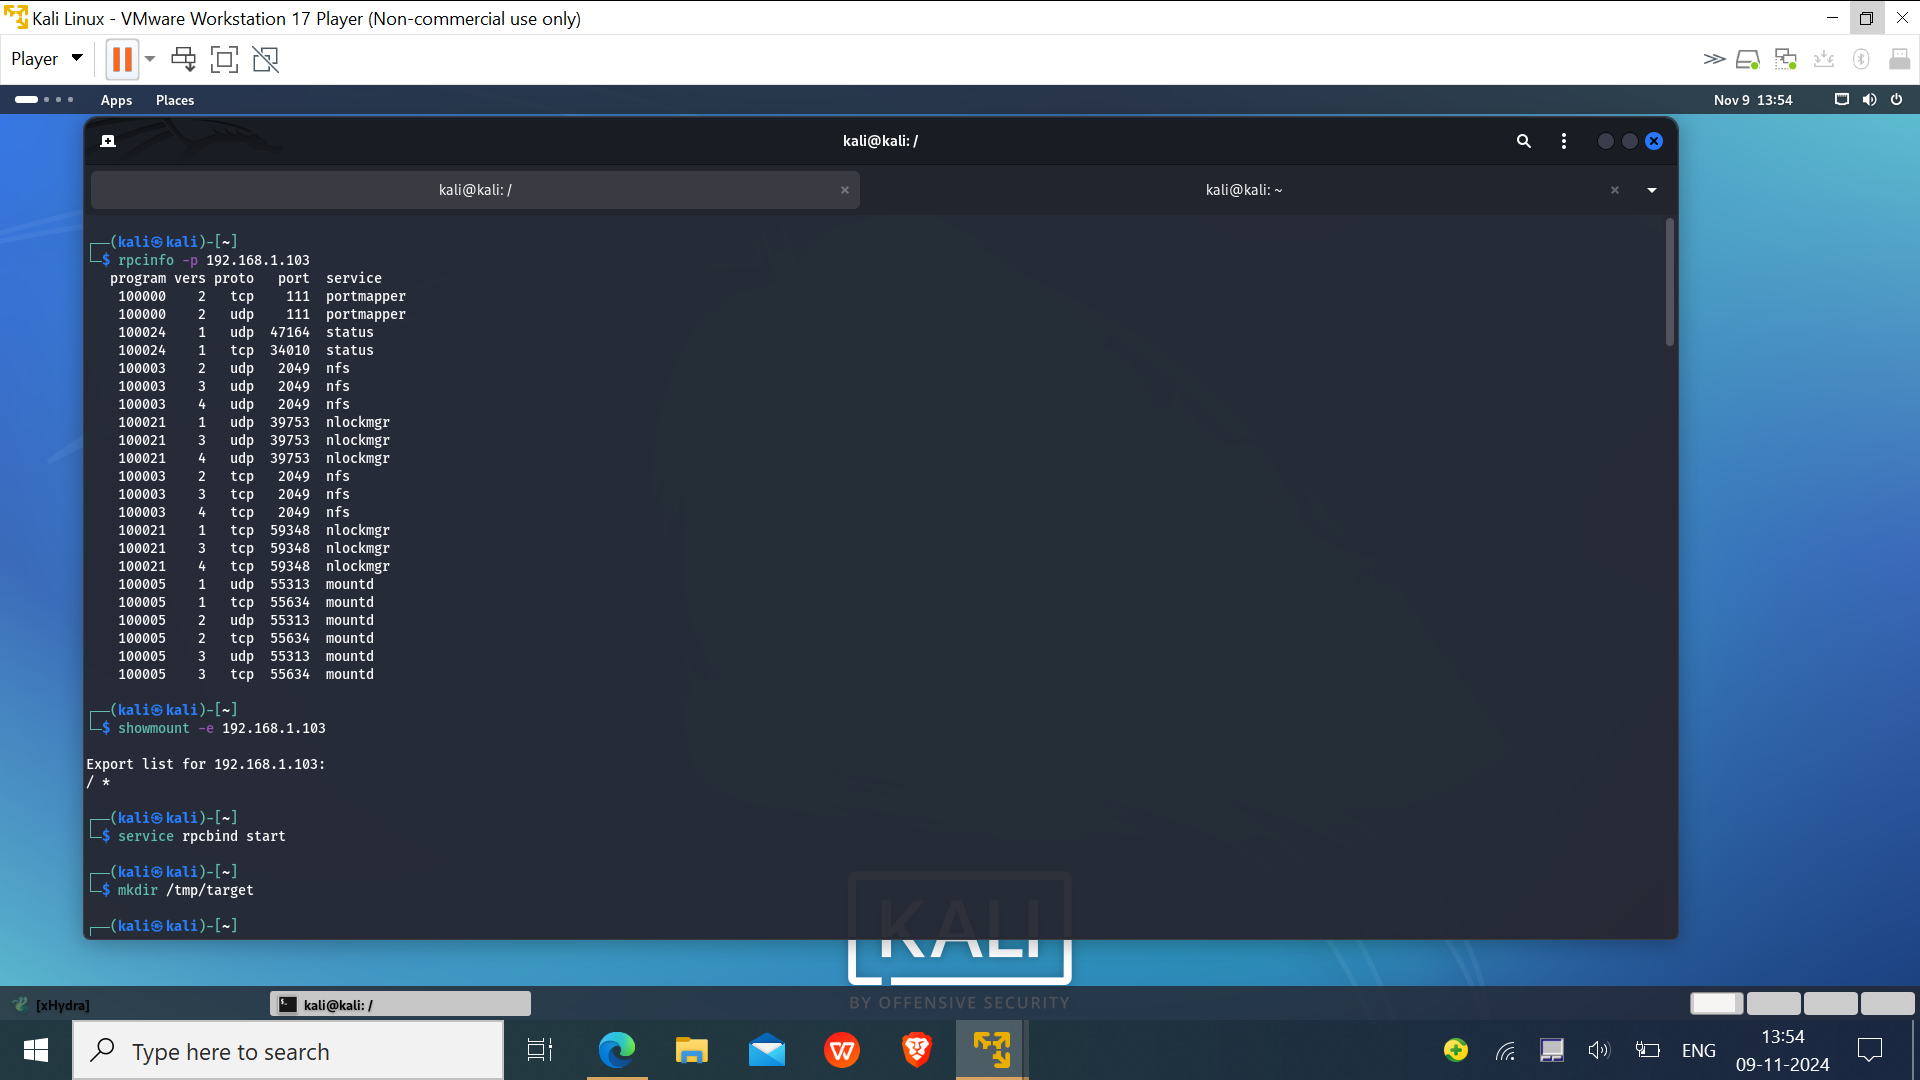 Kali Linux - VMware Workstation 17 Player (Non-commercial use only)
Player
Apps Places Nov 9 13:54
kali@kali: /
kali@kali: / kali@kali: ~
┌──(kali㉿kali)-[~]
└─$ rpcinfo -p 192.168.1.103
program vers proto port service
100000 2 tcp 111 portmapper
100000 2 udp 111 portmapper
100024 1 udp 47164 status
100024 1 tcp 34010 status
100003 2 udp 2049 nfs
100003 3 udp 2049 nfs
100003 4 udp 2049 nfs
100021 1 udp 39753 nlockmgr
100021 3 udp 39753 nlockmgr
100021 4 udp 39753 nlockmgr
100003 2 tcp 2049 nfs
100003 3 tcp 2049 nfs
100003 4 tcp 2049 nfs
100021 1 tcp 59348 nlockmgr
100021 3 tcp 59348 nlockmgr
100021 4 tcp 59348 nlockmgr
100005 1 udp 55313 mountd
100005 1 tcp 55634 mountd
100005 2 udp 55313 mountd
100005 2 tcp 55634 mountd
100005 3 udp 55313 mountd
100005 3 tcp 55634 mountd
┌──(kali㉿kali)-[~]
└─$ showmount -e 192.168.1.103
Export list for 192.168.1.103:
/ *
┌──(kali㉿kali)-[~]
└─$ service rpcbind start
┌──(kali㉿kali)-[~]
└─$ mkdir /tmp/target
┌──(kali㉿kali)-[~]
KALI
BY OFFENSIVE SECURITY
[xHydra] kali@kali: /
Type here to search
ENG
13:54
09-11-2024